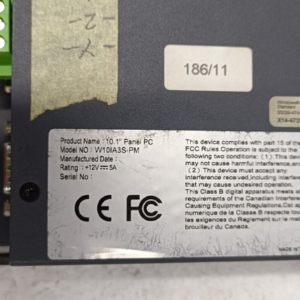 186/11
Product Name : 10.1" Panel PC
Model NO : W10IA3S-PM
Manufactured Date :
Rating : +12V 5A
Serial No :
CE FC
This device complies with part 15 of the
FCC Rules Operation is subject to the
following two conditions : (1) This device
may not cause harmful interference, and
(2) This device must accept any
interference received, including interference
that may cause undesired operation.
This Class B digital apparatus meets
requirements of the Canadian Interference
Causing Equipment Regulations. Cet
numerique de la Classe B respecte toutes
les exigencies du Reglement sur le materiel
brouilleur du Canada.
MADE IN